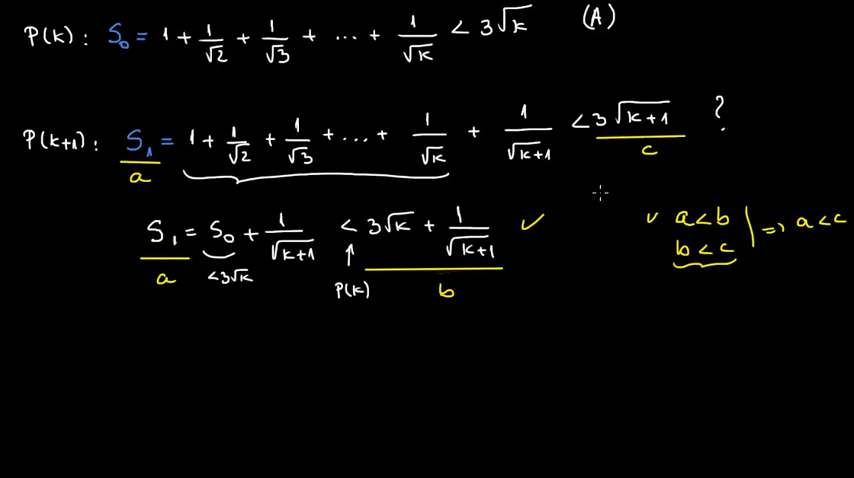 P(k): S₀ = 1 + 1/√2 + 1/√3 + ... + 1/√k < 3√k (A)
P(k+1): S₁ = 1 + 1/√2 + 1/√3 + ... + 1/√k + 1/√k+1 < 3√k+1 ?
a c
S₁ = S₀ + 1/√k+1 < 3√k + 1/√k+1 ✓ ✓ a<b | => a<c
b<c
a <3√k ↑ b
P(k)